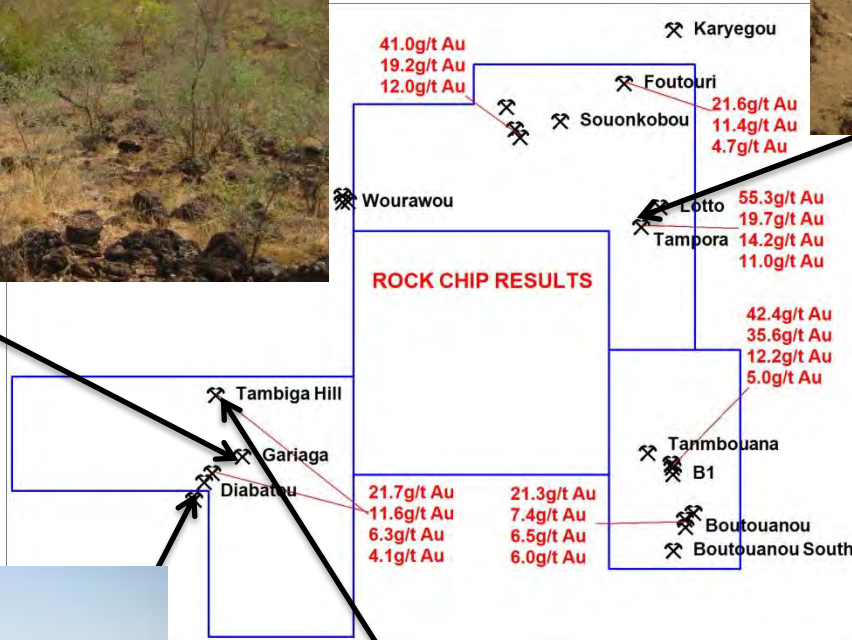 Karyegou
41.0g/t Au
19.2g/t Au
12.0g/t Au
Foutouri
21.6g/t Au
11.4g/t Au
4.7g/t Au
Souonkobou
Wourawou
Lotto
Tampora
55.3g/t Au
19.7g/t Au
14.2g/t Au
11.0g/t Au
ROCK CHIP RESULTS
42.4g/t Au
35.6g/t Au
12.2g/t Au
5.0g/t Au
Tambiga Hill
Tanmbouana
Gariaga
B1
Diabatou
21.7g/t Au
11.6g/t Au
6.3g/t Au
4.1g/t Au
21.3g/t Au
7.4g/t Au
6.5g/t Au
6.0g/t Au
Boutouanou
Boutouanou South